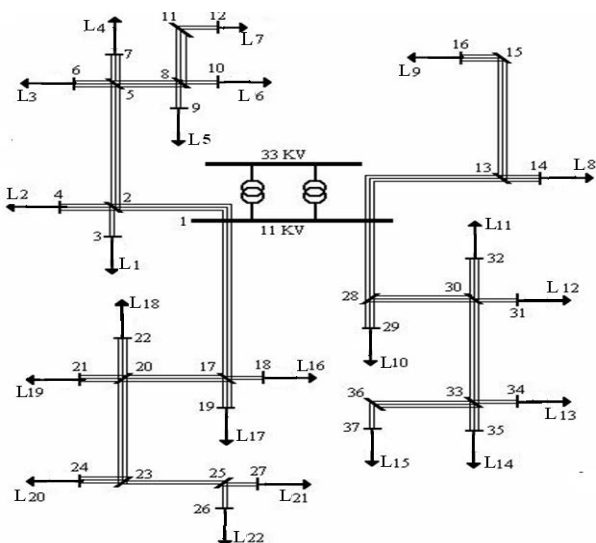 11 12
L4 L7
7
6 8 10
L3 5 L6
9
L5
16 15
L9
33 KV
13 14 L8
L2 4 2
1 11 KV
3
L1
L11
32
28 30 L12
31
29
L10
L18
22
21 20 17 18 L16
L19
19
L17
36 33 34
L13
37 35
L15 L14
24
L20 23 25 27
L21
26
L22